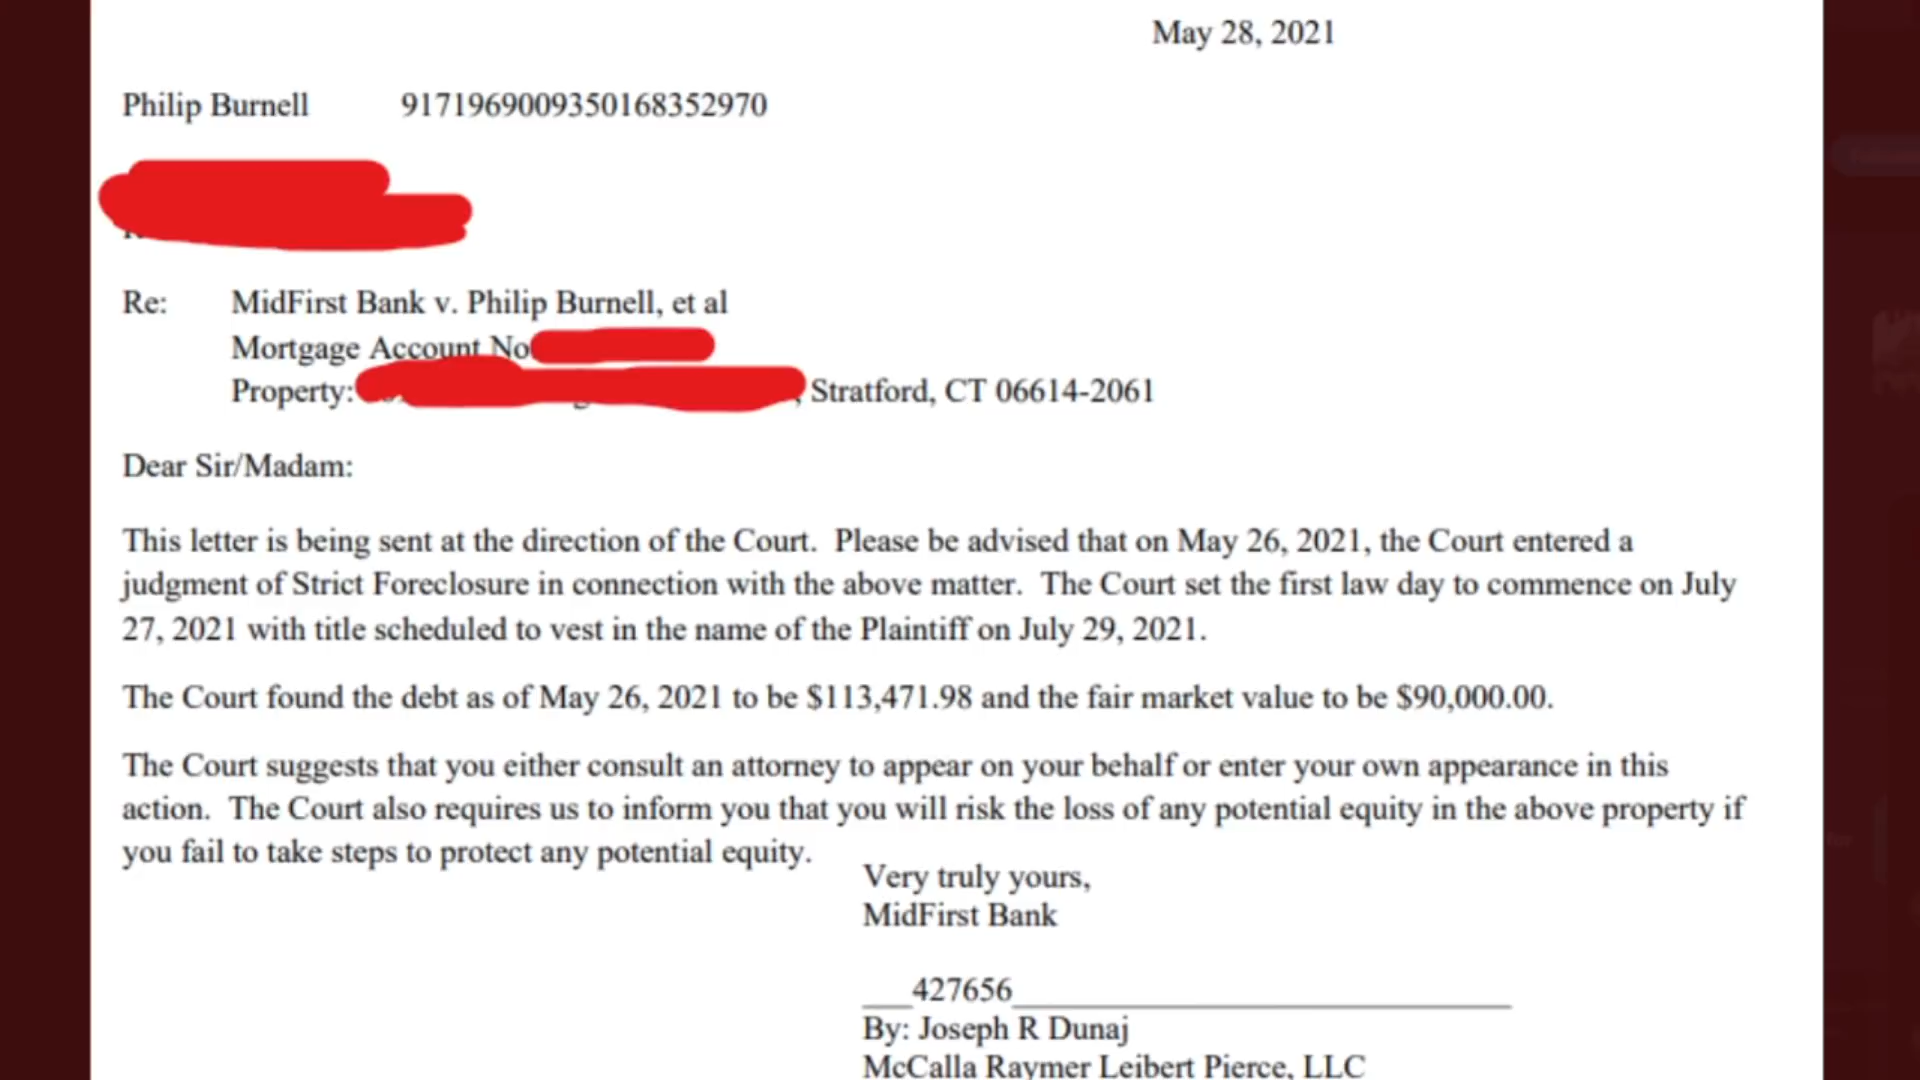 May 28, 2021
Philip Burnell 9171969009350168352970
Re: MidFirst Bank v. Philip Burnell, et al
Mortgage Account No
Property: , Stratford, CT 06614-2061
Dear Sir/Madam:
This letter is being sent at the direction of the Court. Please be advised that on May 26, 2021, the Court entered a
judgment of Strict Foreclosure in connection with the above matter. The Court set the first law day to commence on July
27, 2021 with title scheduled to vest in the name of the Plaintiff on July 29, 2021.
The Court found the debt as of May 26, 2021 to be $113,471.98 and the fair market value to be $90,000.00.
The Court suggests that you either consult an attorney to appear on your behalf or enter your own appearance in this
action. The Court also requires us to inform you that you will risk the loss of any potential equity in the above property if
you fail to take steps to protect any potential equity.
Very truly yours,
MidFirst Bank
___427656______________________________
By: Joseph R Dunaj
McCalla Raymer Leibert Pierce, LLC